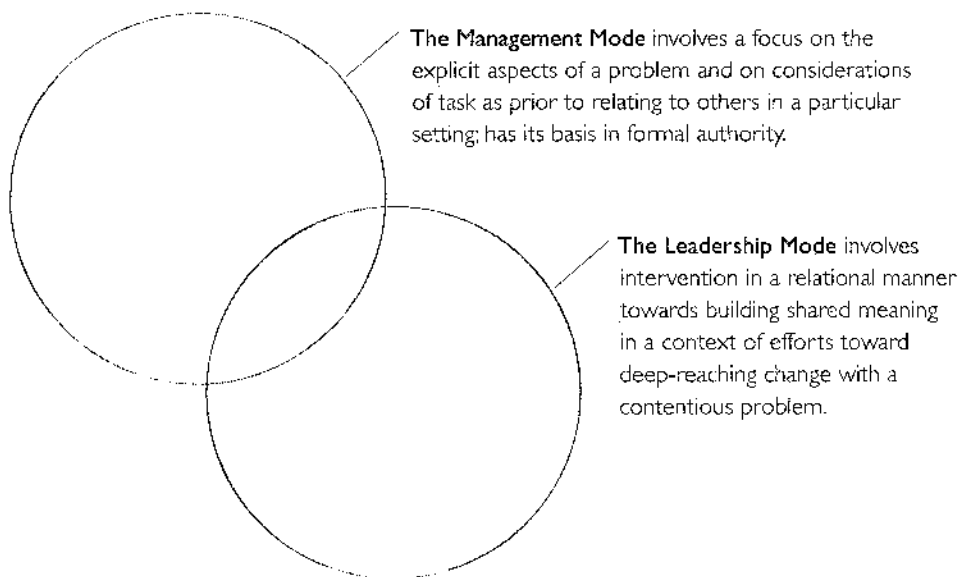 The Management Mode involves a focus on the
explicit aspects of a problem and on considerations
of task as prior to relating to others in a particular
setting; has its basis in formal authority.
The Leadership Mode involves
intervention in a relational manner
towards building shared meaning
in a context of efforts toward
deep-reaching change with a
contentious problem.